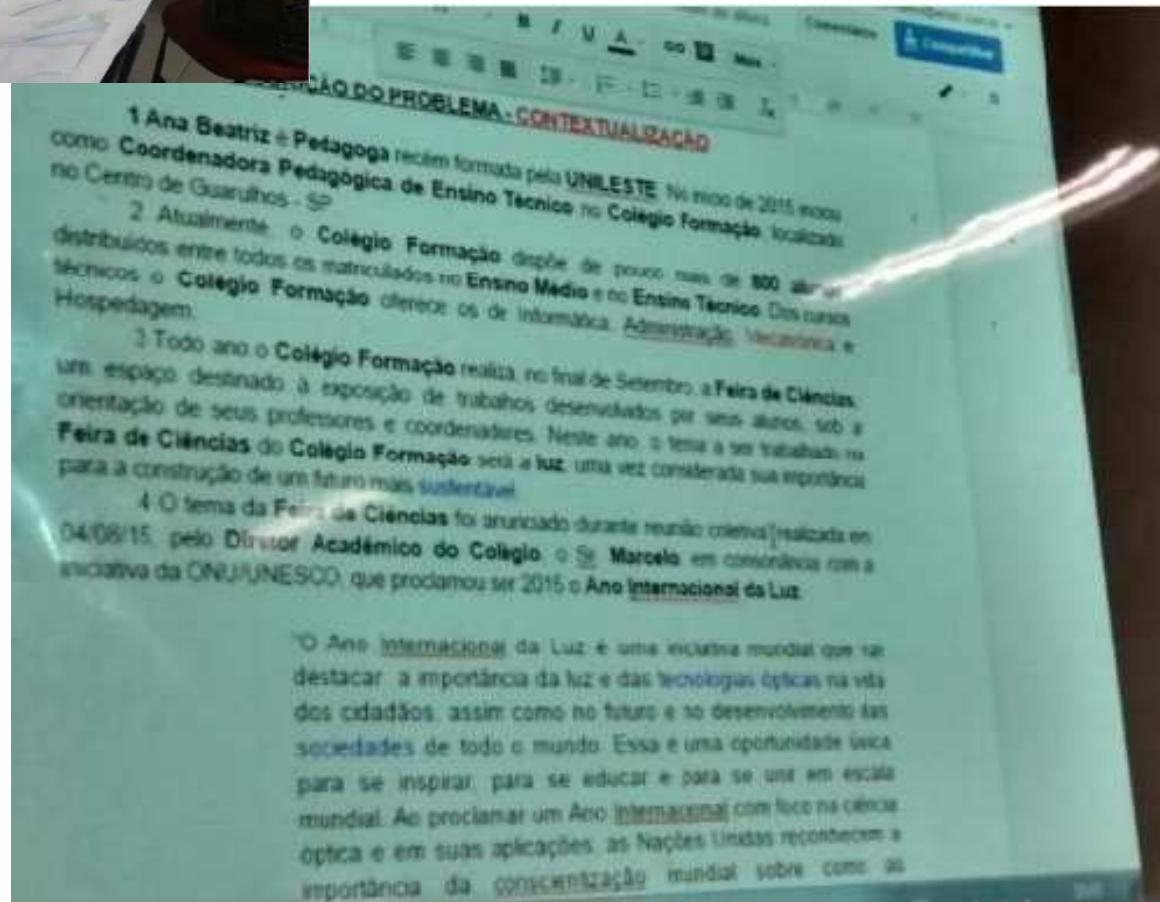 Comentários
Compartilhar
B I U A Mais
DO PROBLEMA - CONTEXTUALIZAÇÃO
1 Ana Beatriz é Pedagoga recém formada pela UNILESTE. No início de 2015 iniciou
como Coordenadora Pedagógica de Ensino Técnico no Colégio Formação, localizado
no Centro de Guarulhos - SP.
2 Atualmente, o Colégio Formação dispõe de pouco mais de 800 alunos
distribuídos entre todos os matriculados no Ensino Médio e no Ensino Técnico. Dos cursos
técnicos o Colégio Formação oferece os de Informática, Administração, Mecatrônica e
Hospedagem.
3 Todo ano o Colégio Formação realiza, no final de Setembro, a Feira de Ciências,
um espaço destinado à exposição de trabalhos desenvolvidos por seus alunos, sob a
orientação de seus professores e coordenadores. Neste ano, o tema a ser trabalhado na
Feira de Ciências do Colégio Formação será a luz, uma vez considerada sua importância
para a construção de um futuro mais sustentável.
4 O tema da Feira de Ciências foi anunciado durante reunião coletiva realizada em
04/08/15, pelo Diretor Acadêmico do Colégio, o Sr. Marcelo, em consonância com a
iniciativa da ONU/UNESCO, que proclamou ser 2015 o Ano Internacional da Luz.
"O Ano Internacional da Luz é uma iniciativa mundial que vai
destacar a importância da luz e das tecnologias ópticas na vida
dos cidadãos, assim como no futuro e no desenvolvimento das
sociedades de todo o mundo. Essa é uma oportunidade única
para se inspirar, para se educar e para se unir em escala
mundial. Ao proclamar um Ano Internacional com foco na ciência
óptica e em suas aplicações, as Nações Unidas reconhecem a
importância da conscientização mundial sobre como as